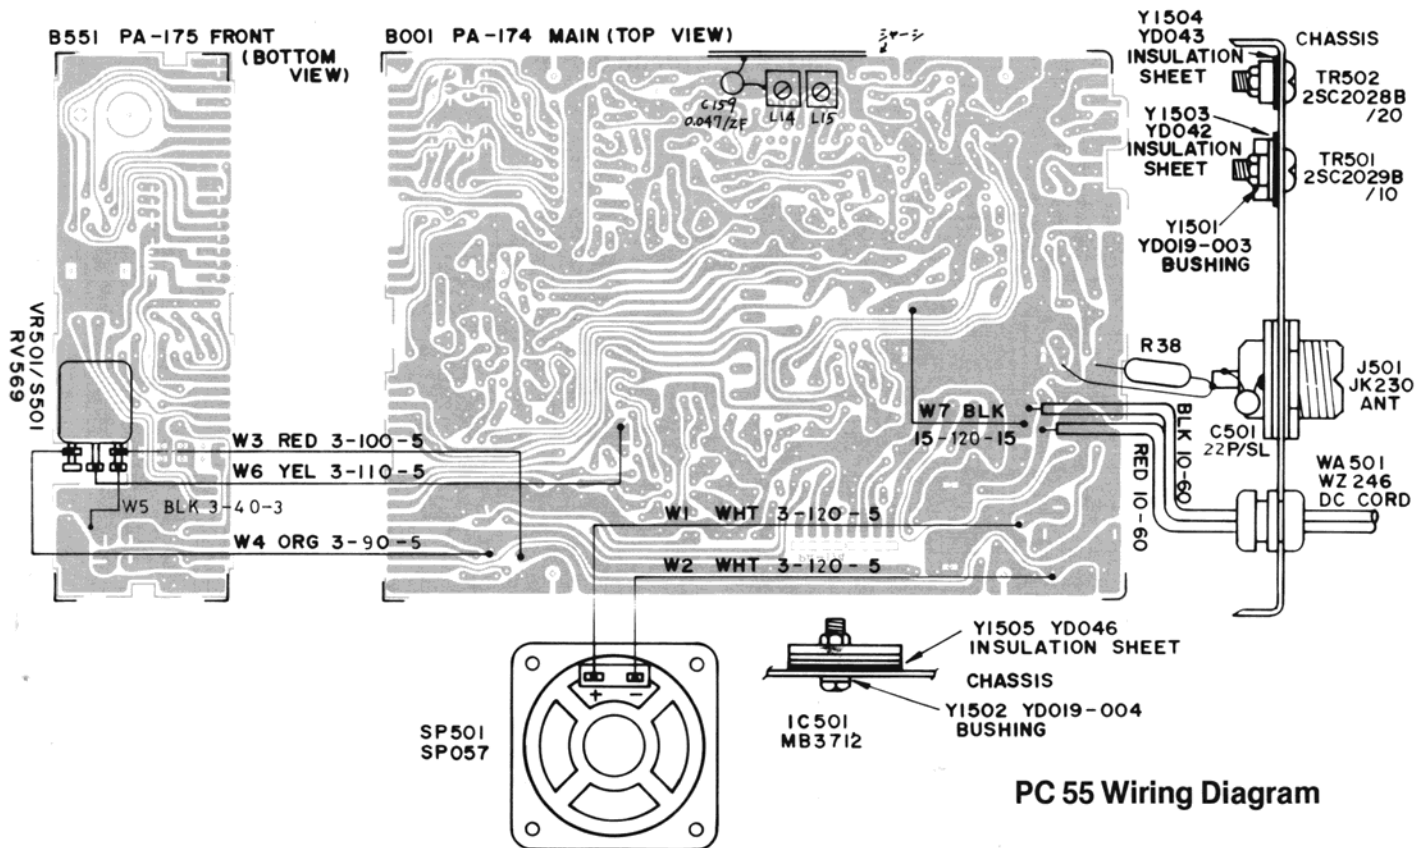 B551 PA-175 FRONT
(BOTTOM
VIEW)
B001 PA-174 MAIN (TOP VIEW)
シャーシ
C159
0.047/ZF
L14
L15
Y1504
YD043
INSULATION
SHEET
CHASSIS
TR502
2SC2028B
/20
Y1503
YD042
INSULATION
SHEET
TR501
2SC2029B
/10
Y1501
YD019-003
BUSHING
VR501/S501
RV569
R38
J501
JK230
ANT
C501
22P/SL
W7 BLK
15-120-15
BLK 10-60
RED 10-60
WA501
WZ246
DC CORD
W3 RED 3-100-5
W6 YEL 3-110-5
W5 BLK 3-40-3
W4 ORG 3-90-5
W1 WHT 3-120-5
W2 WHT 3-120-5
+ -
SP501
SP057
Y1505 YD046
INSULATION SHEET
CHASSIS
Y1502 YD019-004
BUSHING
IC501
MB3712
PC 55 Wiring Diagram